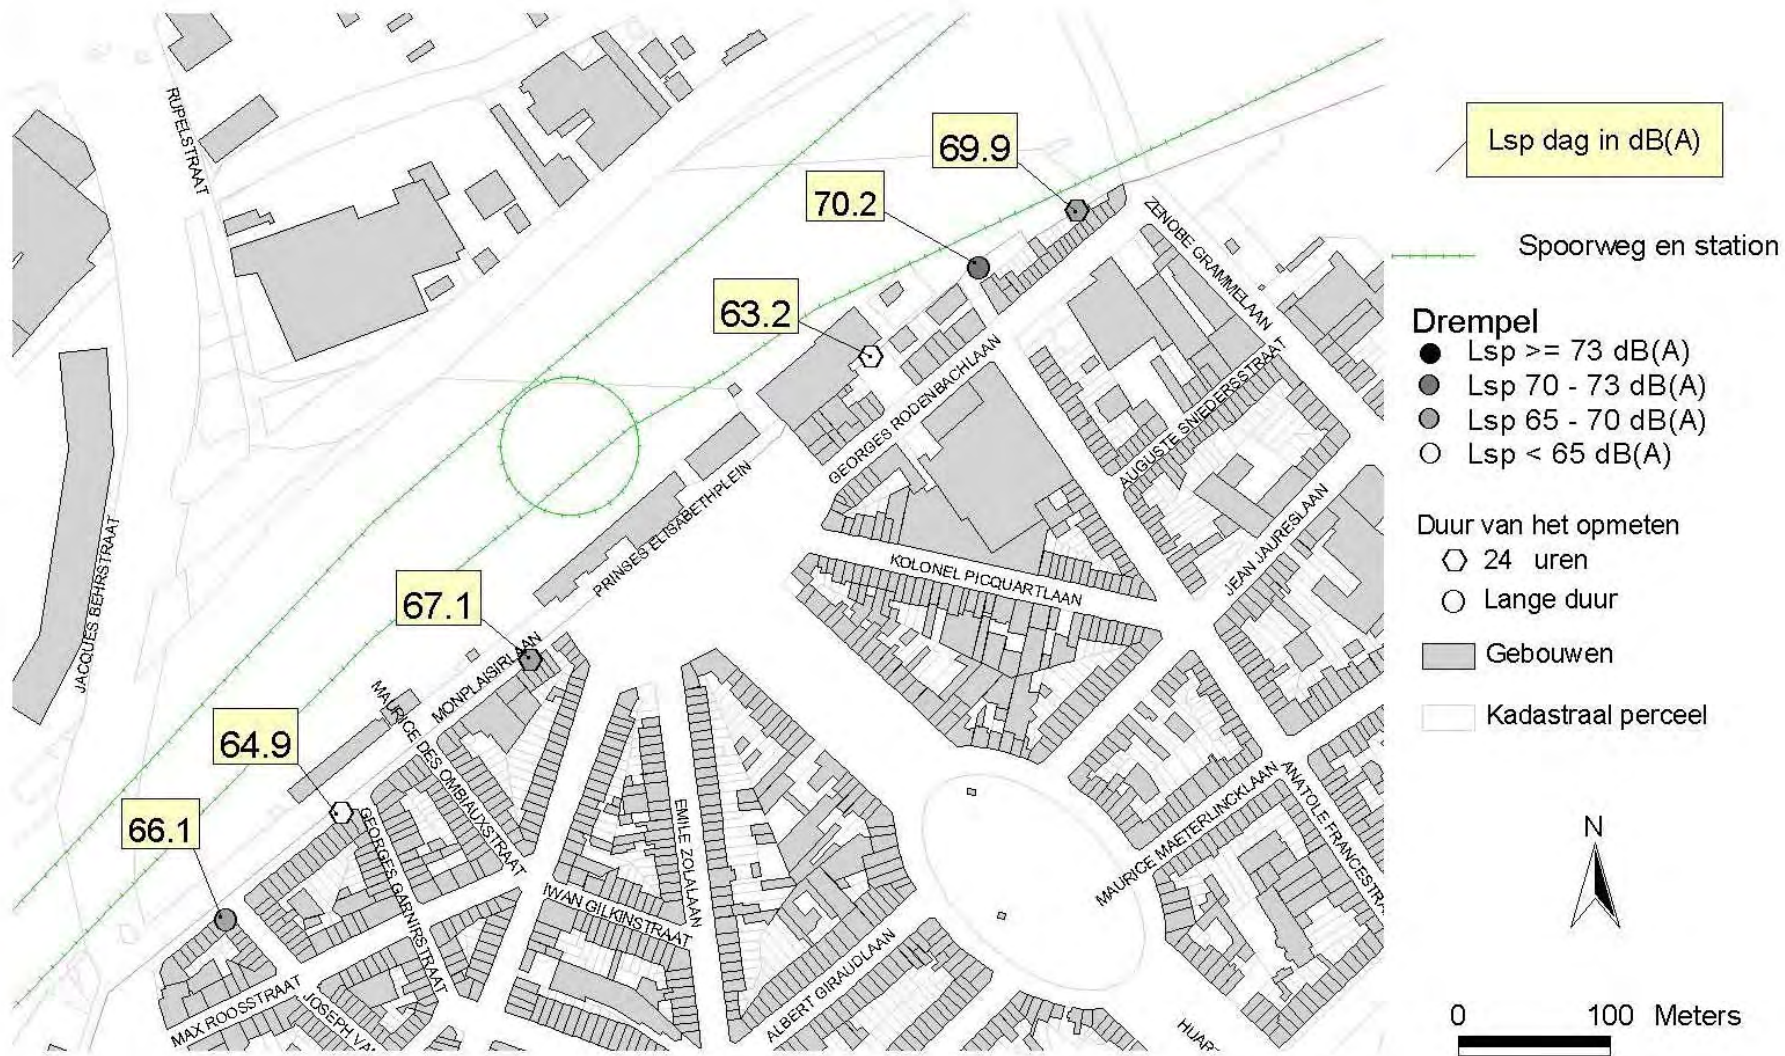 RUPELSTRAAT
69.9
70.2
63.2
ZENOBE GRAMMELAAN
GEORGES RODENBACHLAAN
AUGUSTE SNIEDERSSTRAAT
PRINSES ELISABETHPLEIN
JEAN JAURESLAAN
KOLONEL PICQUARTLAAN
JACQUES BEHRSTRAAT
67.1
MONPLAISIRLAAN
MAURICE DES OMBIAUXSTRAAT
64.9
66.1
GEORGES GARNIRSTRAAT
EMILE ZOLALAAN
IWAN GILKINSTRAAT
MAURICE MAETERLINCKLAAN
ANATOLE FRANCESTRA
ALBERT GIRAUDLAAN
MAX ROOSSTRAAT
JOSEPH VA
HUART
Lsp dag in dB(A)
Spoorweg en station
Drempel
Lsp >= 73 dB(A)
Lsp 70 - 73 dB(A)
Lsp 65 - 70 dB(A)
Lsp < 65 dB(A)
Duur van het opmeten
24 uren
Lange duur
Gebouwen
Kadastraal perceel
N
0 100 Meters